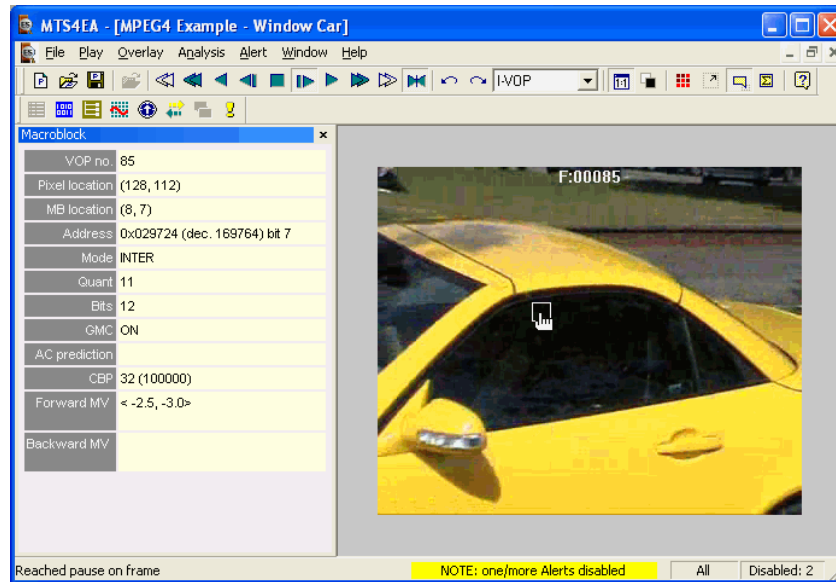 MTS4EA - [MPEG4 Example - Window Car]
File Play Overlay Analysis Alert Window Help
I-VOP
1:1
Macroblock
VOP no. 85
Pixel location (128, 112)
MB location (8, 7)
Address 0x029724 (dec. 169764) bit 7
Mode INTER
Quant 11
Bits 12
GMC ON
AC prediction
CBP 32 (100000)
Forward MV < -2.5, -3.0>
Backward MV
F:00085
Reached pause on frame
NOTE: one/more Alerts disabled
All
Disabled: 2